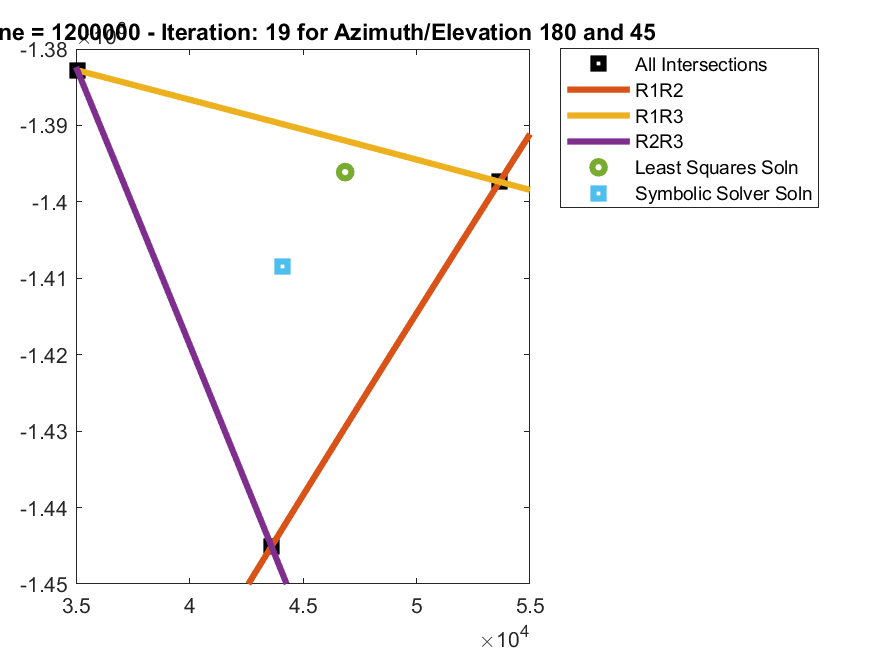 ne = 1200000 - Iteration: 19 for Azimuth/Elevation 180 and 45
-1.38
-1.39
-1.4
-1.41
-1.42
-1.43
-1.44
-1.45
3.5
4
4.5
5
5.5
×10⁴
All Intersections
R1R2
R1R3
R2R3
Least Squares Soln
Symbolic Solver Soln